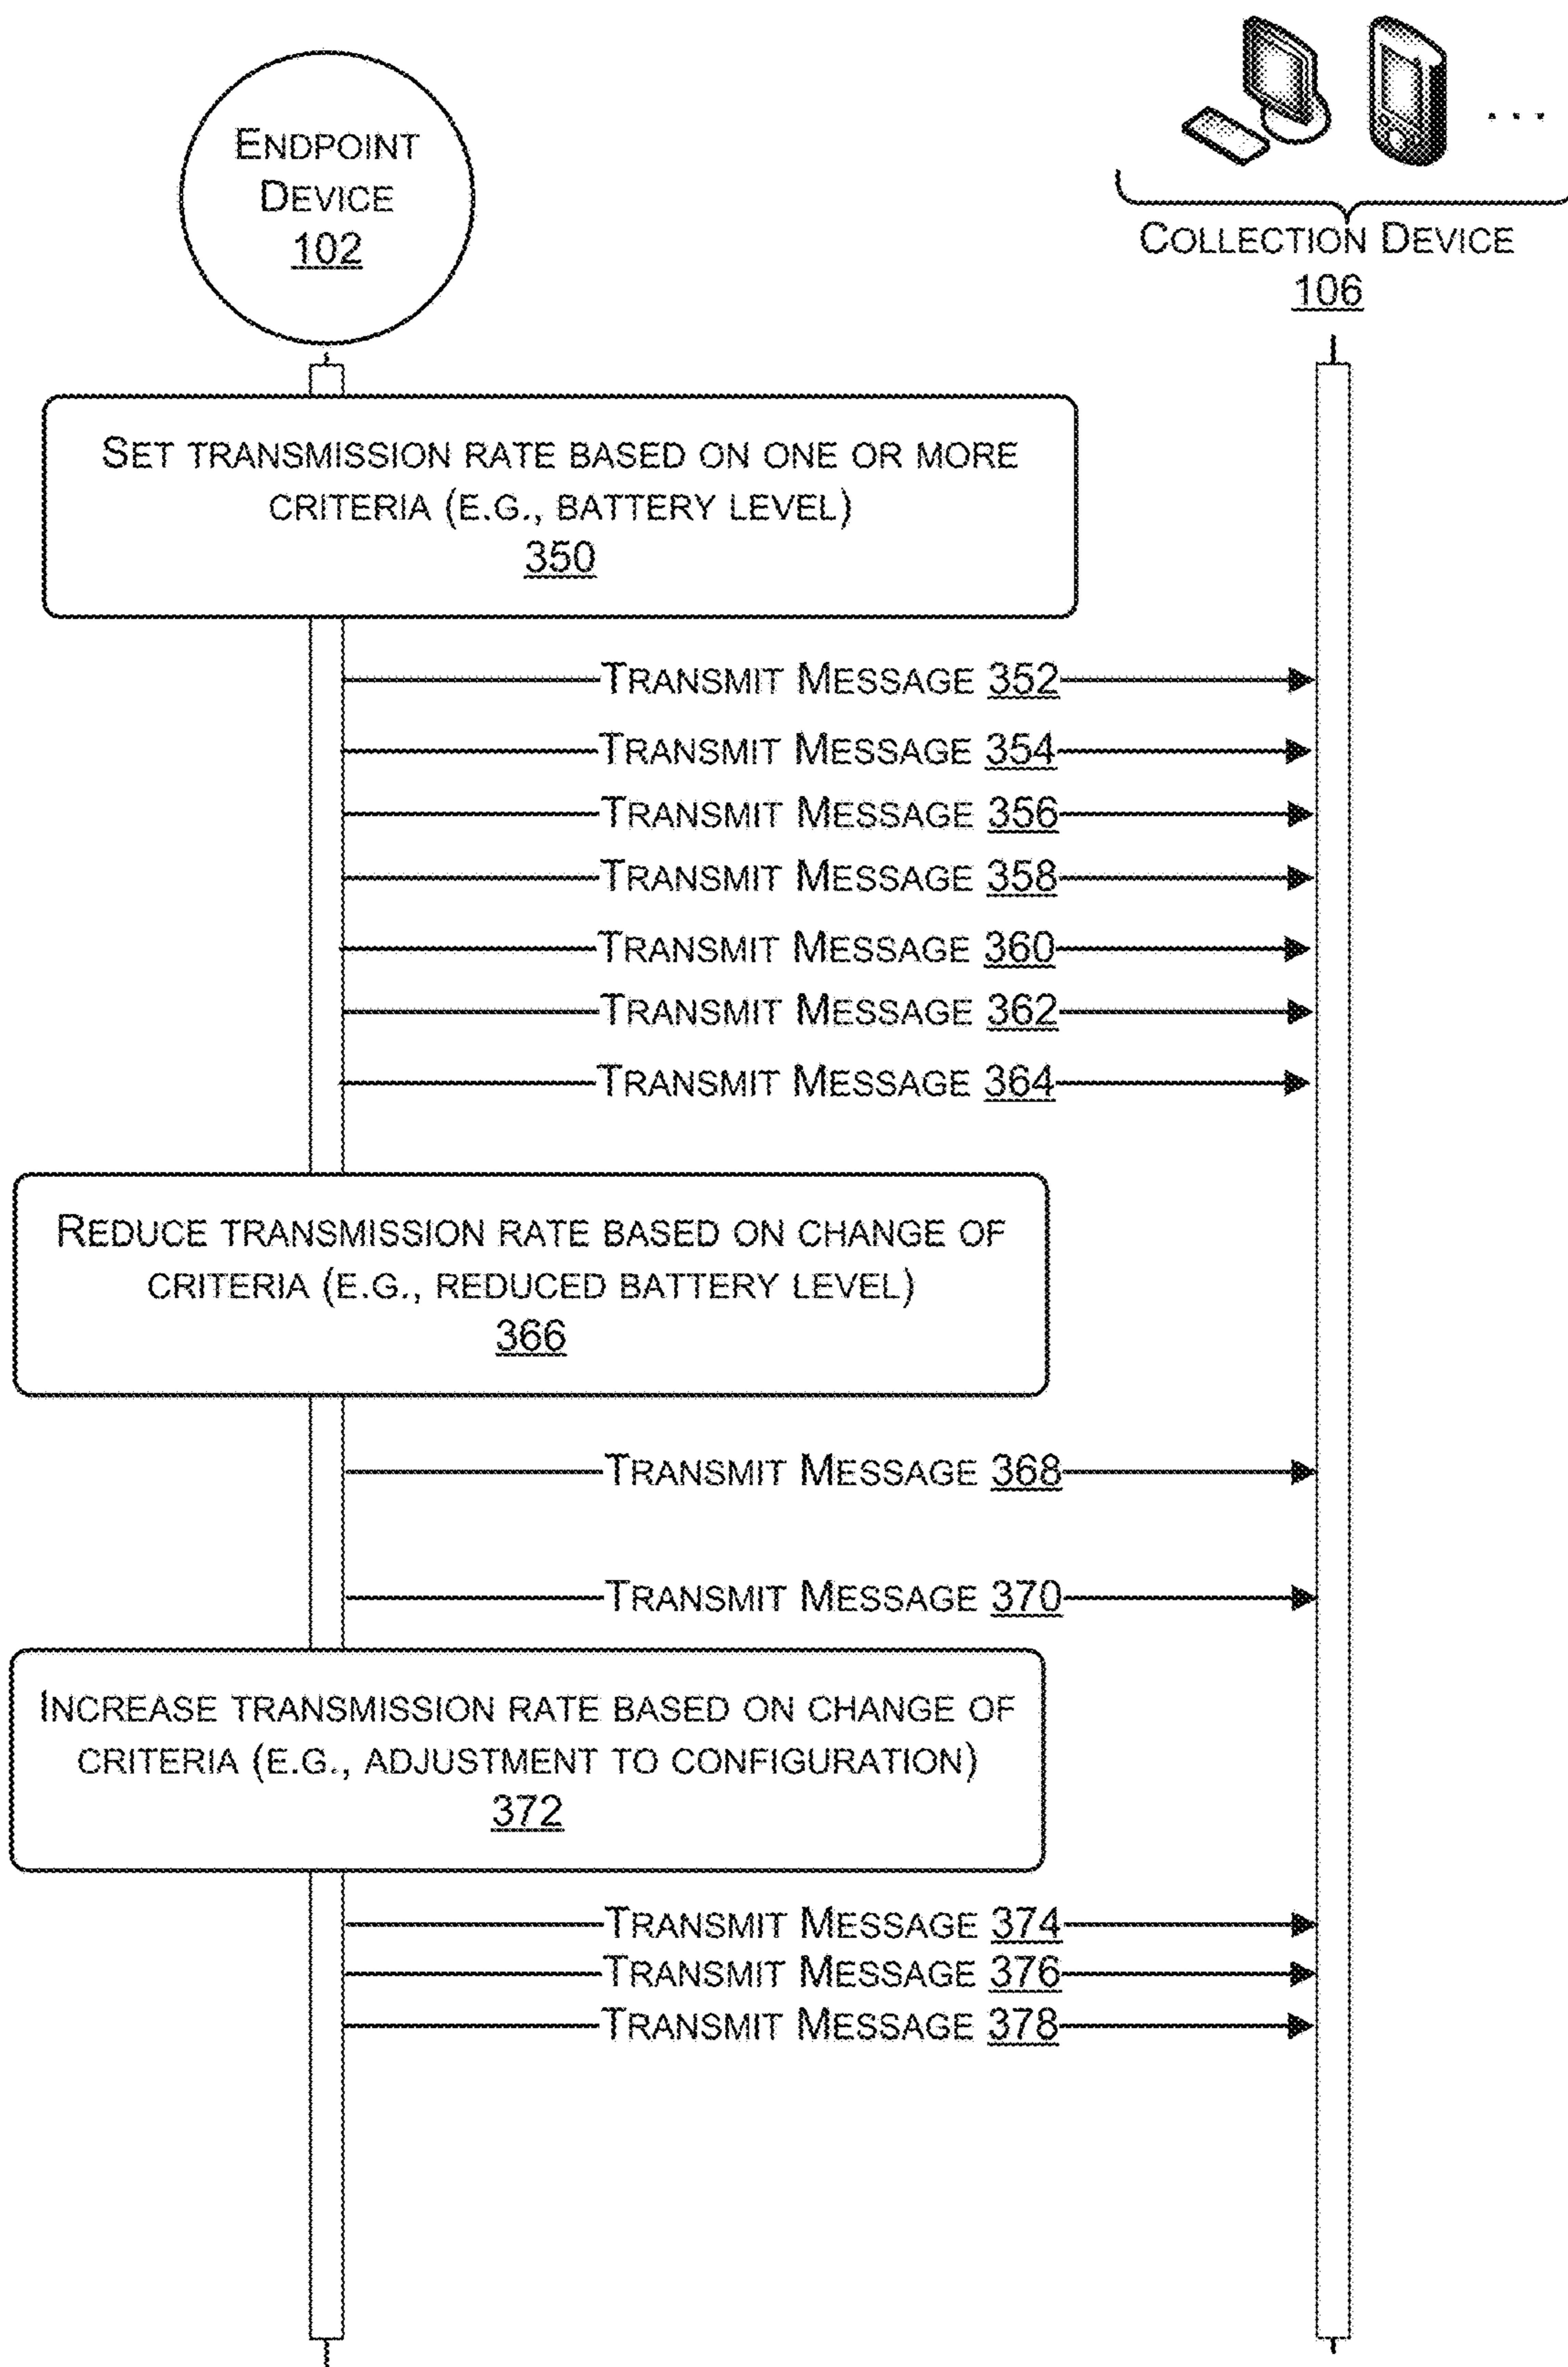 ENDPOINT
DEVICE
102
...
COLLECTION DEVICE
106
SET TRANSMISSION RATE BASED ON ONE OR MORE
CRITERIA (E.G., BATTERY LEVEL)
350
TRANSMIT MESSAGE 352
TRANSMIT MESSAGE 354
TRANSMIT MESSAGE 356
TRANSMIT MESSAGE 358
TRANSMIT MESSAGE 360
TRANSMIT MESSAGE 362
TRANSMIT MESSAGE 364
REDUCE TRANSMISSION RATE BASED ON CHANGE OF
CRITERIA (E.G., REDUCED BATTERY LEVEL)
366
TRANSMIT MESSAGE 368
TRANSMIT MESSAGE 370
INCREASE TRANSMISSION RATE BASED ON CHANGE OF
CRITERIA (E.G., ADJUSTMENT TO CONFIGURATION)
372
TRANSMIT MESSAGE 374
TRANSMIT MESSAGE 376
TRANSMIT MESSAGE 378